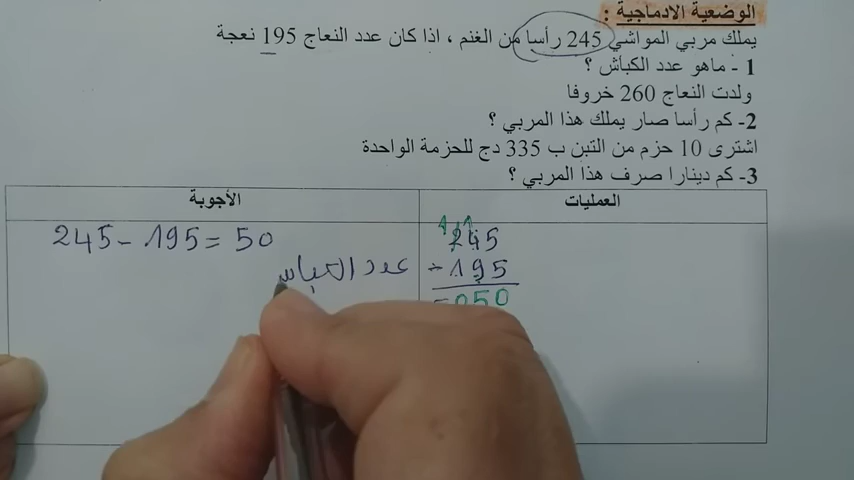 الوضعية الادماجية :
يملك مربي المواشي 245 رأسا من الغنم ، اذا كان عدد النعاج 195 نعجة
1 - ماهو عدد الكباش ؟
ولدت النعاج 260 خروفا
2- كم رأسا صار يملك هذا المربي ؟
اشترى 10 حزم من التبن ب 335 دج للحزمة الواحدة
3- كم دينارا صرف هذا المربي ؟
العمليات
الأجوبة
245
- 195
= 050
245 - 195 = 50
عدد الكباش